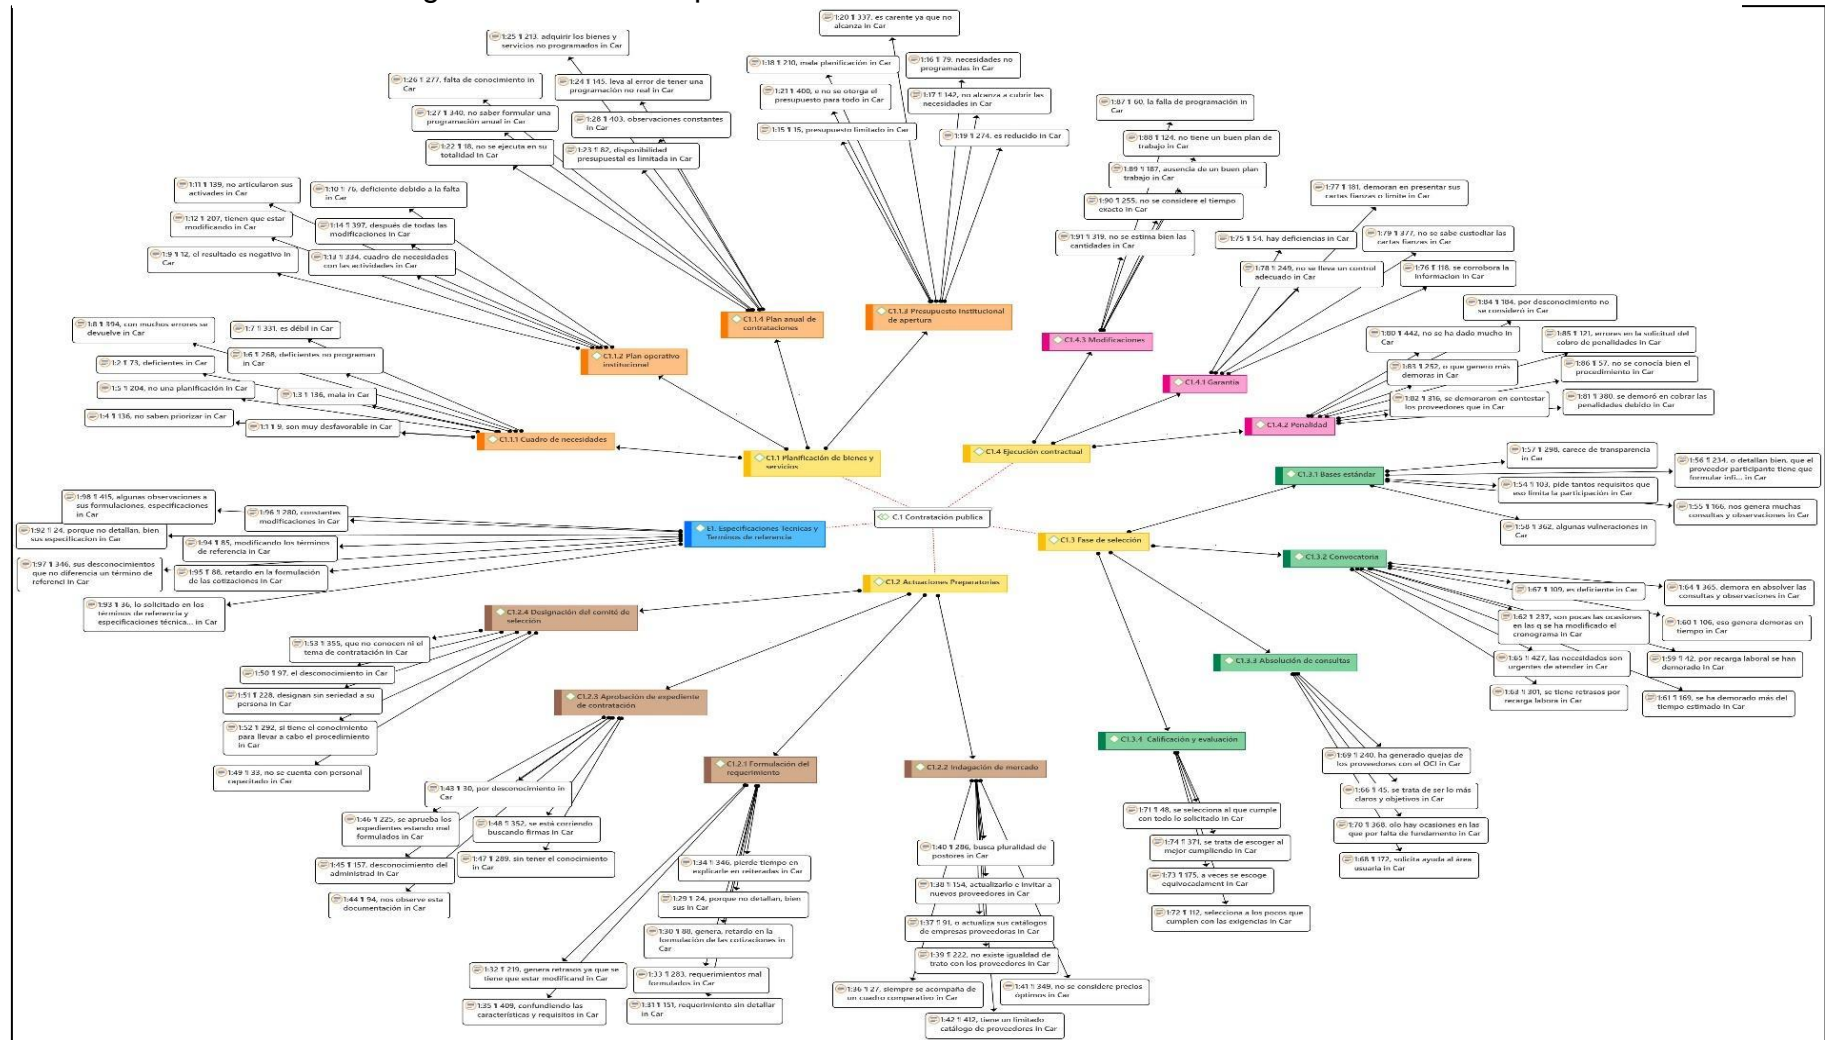 1:20 ¶ 337, es carente ya que no
alcanza in Car
1:25 ¶ 213, adquirir los bienes y
servicios no programados in Car
1:18 ¶ 210, mala planificación in Car
1:16 ¶ 79, necesidades no
programadas in Car
1:26 ¶ 277, falta de conocimiento in
Car
1:24 ¶ 145, leva al error de tener una
programación no real in Car
1:21 ¶ 400, o no se otorga el
presupuesto para todo in Car
1:17 ¶ 142, no alcanza a cubrir las
necesidades in Car
1:27 ¶ 340, no saber formular una
programación anual in Car
1:28 ¶ 403, observaciones constantes
in Car
1:15 ¶ 15, presupuesto limitado in Car
1:19 ¶ 274, es reducido in Car
1:22 ¶ 18, no se ejecuta en su
totalidad in Car
1:23 ¶ 82, disponibilidad
presupuestal es limitada in Car
1:87 ¶ 60, la falla de programación in
Car
1:88 ¶ 124, no tiene un buen plan de
trabajo in Car
1:89 ¶ 187, ausencia de un buen plan
trabajo in Car
1:90 ¶ 255, no se considere el tiempo
exacto in Car
1:91 ¶ 319, no se estima bien las
cantidades in Car
1:77 ¶ 181, demoran en presentar sus
cartas fianzas o limite in Car
1:75 ¶ 54, hay deficiencias in Car
1:79 ¶ 377, no se sabe custodiar las
cartas fianzas in Car
1:78 ¶ 249, no se lleva un control
adecuado in Car
1:76 ¶ 118, se corrobora la
informacion in Car
1:11 ¶ 139, no articularon sus
activades in Car
1:10 ¶ 76, deficiente debido a la falta
in Car
1:12 ¶ 207, tienen que estar
modificando in Car
1:14 ¶ 397, después de todas las
modificaciones in Car
1:9 ¶ 12, el resultado es negativo in
Car
1:13 ¶ 334, cuadro de necesidades
con las actividades in Car
C1.1.4 Plan anual de
contrataciones
C1.1.3 Presupuesto Institucional
de apertura
C1.4.3 Modificaciones
C1.1.2 Plan operativo
institucional
C1.4.1 Garantía
1:84 ¶ 184, por desconocimiento no
se consideró in Car
1:80 ¶ 442, no se ha dado mucho in
Car
1:85 ¶ 121, errores en la solicitud del
cobro de penalidades in Car
1:83 ¶ 252, o que genero más
demoras in Car
1:86 ¶ 57, no se conocía bien el
procedimiento in Car
1:82 ¶ 316, se demoraron en contestar
los proveedores que in Car
1:81 ¶ 380, se demoró en cobrar las
penalidades debido in Car
1:8 ¶ 394, con muchos errores se
devuelve in Car
1:7 ¶ 331, es débil in Car
1:2 ¶ 73, deficientes in Car
1:6 ¶ 268, deficientes no programan
in Car
1:5 ¶ 204, no una planificación in Car
1:3 ¶ 136, mala in Car
1:4 ¶ 136, no saben priorizar in Car
1:1 ¶ 9, son muy desfavorable in Car
C1.1.1 Cuadro de necesidades
C1.4.2 Penalidad
C1.1 Planificación de bienes y
servicios
C1.4 Ejecución contractual
C1.3.1 Bases estándar
1:57 ¶ 298, carece de transparencia
in Car
1:56 ¶ 234, o detallan bien, que el
proveedor participante tiene que
formular infi... in Car
1:54 ¶ 103, pide tantos requisitos que
eso limita la participación in Car
1:55 ¶ 166, nos genera muchas
consultas y observaciones in Car
1:58 ¶ 362, algunas vulneraciones in
Car
1:98 ¶ 415, algunas observaciones a
sus formulaciones, especificaciones
in Car
1:96 ¶ 280, constantes
modificaciones in Car
1:92 ¶ 24, porque no detallan, bien
sus especificacion in Car
1:94 ¶ 85, modificando los términos
de referencia in Car
1:97 ¶ 346, sus desconocimientos
que no diferencia un término de
referenci in Car
1:95 ¶ 88, retardo en la formulación
de las cotizaciones in Car
1:93 ¶ 36, lo solicitado en los
términos de referencia y
especificaciones técnica... in Car
E1. Especificaciones Tecnicas y
Terminos de referencia
C.1 Contratación publica
C1.3 Fase de selección
C1.2 Actuaciones Preparatorias
C1.3.2 Convocatoria
1:67 ¶ 109, es deficiente in Car
1:64 ¶ 365, demora en absolver las
consultas y observaciones in Car
1:62 ¶ 237, son pocas las ocasiones
en las q se ha modificado el
cronograma in Car
1:60 ¶ 106, eso genera demoras en
tiempo in Car
1:65 ¶ 427, las necesidades son
urgentes de atender in Car
1:59 ¶ 42, por recarga laboral se han
demorado in Car
1:63 ¶ 301, se tiene retrasos por
recarga labora in Car
1:61 ¶ 169, se ha demorado más del
tiempo estimado in Car
C1.2.4 Designación del comité de
selección
1:53 ¶ 355, que no conocen ni el
tema de contratación in Car
1:50 ¶ 97, el desconocimiento in Car
1:51 ¶ 228, designan sin seriedad a su
persona in Car
1:52 ¶ 292, si tiene el conocimiento
para llevar a cabo el procedimiento
in Car
1:49 ¶ 33, no se cuenta con personal
capacitado in Car
C1.2.3 Aprobación de expediente
de contratación
C1.3.3 Absolución de consultas
C1.3.4 Calificación y evaluación
C1.2.1 Formulación del
requerimiento
C1.2.2 Indagación de mercado
1:43 ¶ 30, por desconocimiento in
Car
1:46 ¶ 225, se aprueba los
expedientes estando mal
formulados in Car
1:48 ¶ 352, se está corriendo
buscando firmas in Car
1:45 ¶ 157, desconocimiento del
administrad in Car
1:47 ¶ 289, sin tener el conocimiento
in Car
1:44 ¶ 94, nos observe esta
documentación in Car
1:34 ¶ 346, pierde tiempo en
explicarle en reiteradas in Car
1:29 ¶ 24, porque no detallan, bien
sus in Car
1:30 ¶ 88, genera, retardo en la
formulación de las cotizaciones in
Car
1:32 ¶ 219, genera retrasos ya que se
tiene que estar modificand in Car
1:33 ¶ 283, requerimientos mal
formulados in Car
1:35 ¶ 409, confundiendo las
características y requisitos in Car
1:31 ¶ 151, requerimiento sin detallar
in Car
1:40 ¶ 286, busca pluralidad de
postores in Car
1:38 ¶ 154, actualizarlo e invitar a
nuevos proveedores in Car
1:37 ¶ 91, o actualiza sus catálogos
de empresas proveedoras in Car
1:39 ¶ 222, no existe igualdad de
trato con los proveedores in Car
1:36 ¶ 27, siempre se acompaña de
un cuadro comparativo in Car
1:41 ¶ 349, no se considere precios
óptimos in Car
1:42 ¶ 412, tiene un limitado
catálogo de proveedores in Car
1:71 ¶ 48, se selecciona al que cumple
con todo lo solicitado in Car
1:74 ¶ 371, se trata de escoger al
mejor cumpliendo in Car
1:73 ¶ 175, a veces se escoge
equivocadament in Car
1:72 ¶ 112, selecciona a los pocos que
cumplen con las exigencias in Car
1:69 ¶ 240, ha generado quejas de
los proveedores con el OCI in Car
1:66 ¶ 45, se trata de ser lo más
claros y objetivos in Car
1:70 ¶ 368, olo hay ocasiones en las
que por falta de fundamento in Car
1:68 ¶ 172, solicita ayuda al área
usuaria in Car